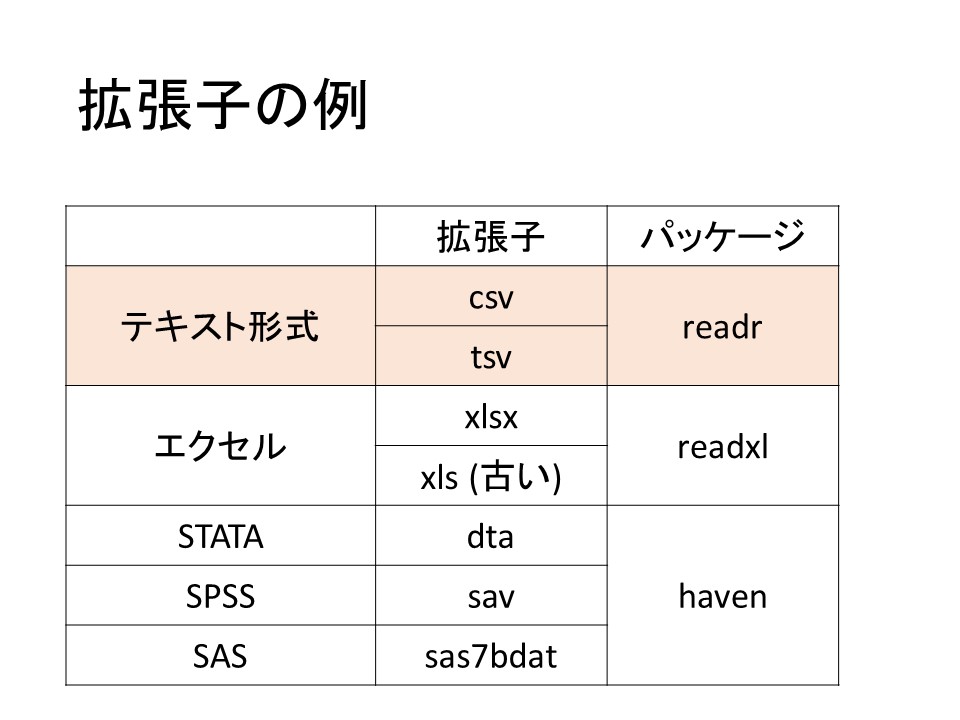 拡張子の例
拡張子 パッケージ
テキスト形式 csv readr
tsv
エクセル xlsx readxl
xls (古い)
STATA dta haven
SPSS sav
SAS sas7bdat